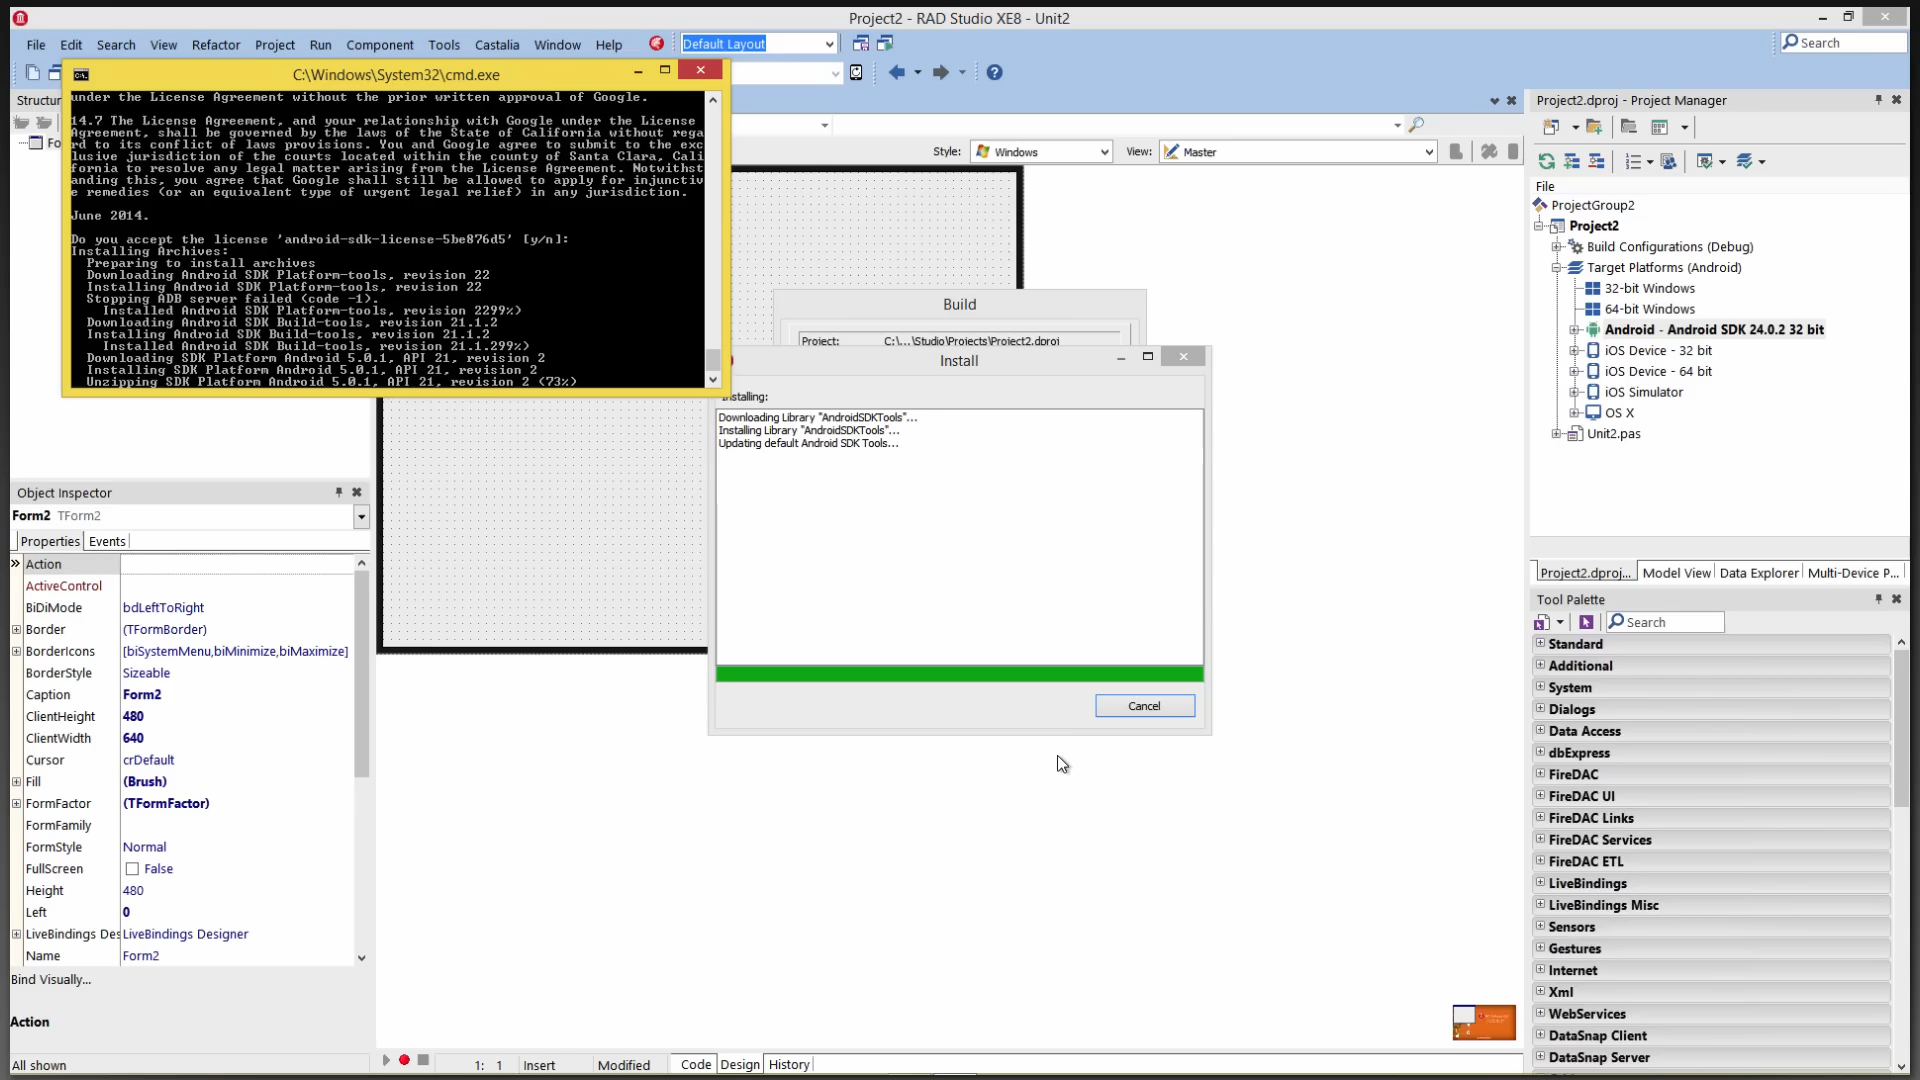 Project2 - RAD Studio XE8 - Unit2
File Edit Search View Refactor Project Run Component Tools Castalia Window Help
Default Layout
Search
C:\Windows\System32\cmd.exe
under the License Agreement without the prior written approval of Google.
14.7 The License Agreement, and your relationship with Google under the License
Agreement, shall be governed by the laws of the State of California without rega
rd to its conflict of laws provisions. You and Google agree to submit to the exc
lusive jurisdiction of the courts located within the county of Santa Clara, Cali
fornia to resolve any legal matter arising from the License Agreement. Notwithst
anding this, you agree that Google shall still be allowed to apply for injunctiv
e remedies (or an equivalent type of urgent legal relief) in any jurisdiction.
June 2014.
Do you accept the license 'android-sdk-license-5be876d5' [y/n]:
Installing Archives:
Preparing to install archives
Downloading Android SDK Platform-tools, revision 22
Installing Android SDK Platform-tools, revision 22
Stopping ADB server failed (code -1).
Installed Android SDK Platform-tools, revision 2299%)
Downloading Android SDK Build-tools, revision 21.1.2
Installing Android SDK Build-tools, revision 21.1.2
Installed Android SDK Build-tools, revision 21.1.299%)
Downloading SDK Platform Android 5.0.1, API 21, revision 2
Installing SDK Platform Android 5.0.1, API 21, revision 2
Unzipping SDK Platform Android 5.0.1, API 21, revision 2 (73%)
Structu
Fo
Style: Windows View: Master
Build
Project: C:\...\Studio\Projects\Project2.dproj
Install
Installing:
Downloading Library "AndroidSDKTools"...
Installing Library "AndroidSDKTools"...
Updating default Android SDK Tools...
Cancel
Object Inspector
Form2 TForm2
Properties Events
Action
ActiveControl
BiDiMode bdLeftToRight
Border (TFormBorder)
BorderIcons [biSystemMenu,biMinimize,biMaximize]
BorderStyle Sizeable
Caption Form2
ClientHeight 480
ClientWidth 640
Cursor crDefault
Fill (Brush)
FormFactor (TFormFactor)
FormFamily
FormStyle Normal
FullScreen False
Height 480
Left 0
LiveBindings Des LiveBindings Designer
Name Form2
Bind Visually...
Action
All shown
1: 1 Insert Modified Code Design History
Project2.dproj - Project Manager
File
ProjectGroup2
Project2
Build Configurations (Debug)
Target Platforms (Android)
32-bit Windows
64-bit Windows
Android - Android SDK 24.0.2 32 bit
iOS Device - 32 bit
iOS Device - 64 bit
iOS Simulator
OS X
Unit2.pas
Project2.dproj... Model View Data Explorer Multi-Device P...
Tool Palette
Search
Standard
Additional
System
Dialogs
Data Access
dbExpress
FireDAC
FireDAC UI
FireDAC Links
FireDAC Services
FireDAC ETL
LiveBindings
LiveBindings Misc
Sensors
Gestures
Internet
Xml
WebServices
DataSnap Client
DataSnap Server